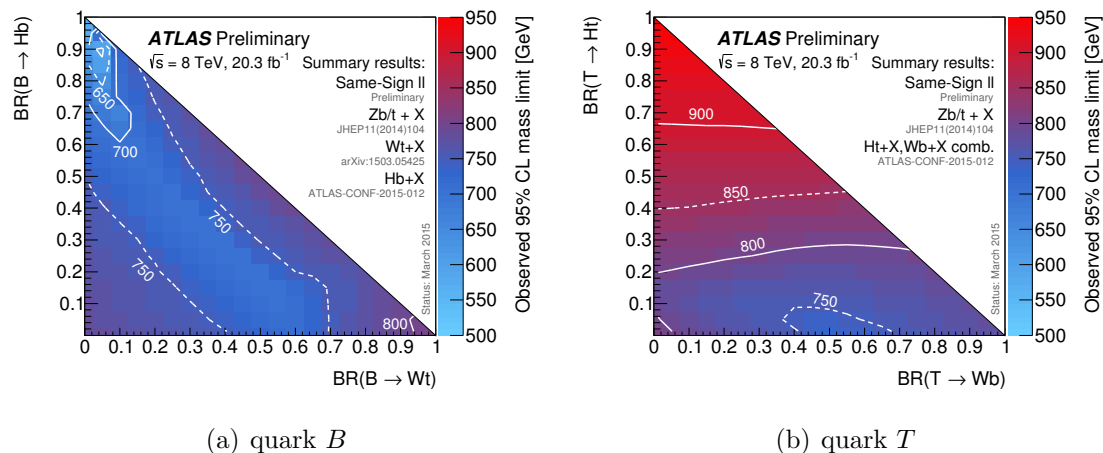 BR(B → Hb)
1
0.9
0.8
0.7
0.6
0.5
0.4
0.3
0.2
0.1
0 0.1 0.2 0.3 0.4 0.5 0.6 0.7 0.8 0.9 1
BR(B → Wt)
ATLAS Preliminary
√s = 8 TeV, 20.3 fb⁻¹
Summary results:
Same-Sign ll
Preliminary
Zb/t + X
JHEP11(2014)104
Wt+X
arXiv:1503.05425
Hb+X
ATLAS-CONF-2015-012
Status: March 2015
650
700
750
750
800
950
900
850
800
750
700
650
600
550
500
Observed 95% CL mass limit [GeV]
(a) quark B
BR(T → Ht)
1
0.9
0.8
0.7
0.6
0.5
0.4
0.3
0.2
0.1
0 0.1 0.2 0.3 0.4 0.5 0.6 0.7 0.8 0.9 1
BR(T → Wb)
ATLAS Preliminary
√s = 8 TeV, 20.3 fb⁻¹
Summary results:
Same-Sign ll
Preliminary
Zb/t + X
JHEP11(2014)104
Ht+X,Wb+X comb.
ATLAS-CONF-2015-012
Status: March 2015
900
850
800
750
950
900
850
800
750
700
650
600
550
500
Observed 95% CL mass limit [GeV]
(b) quark T